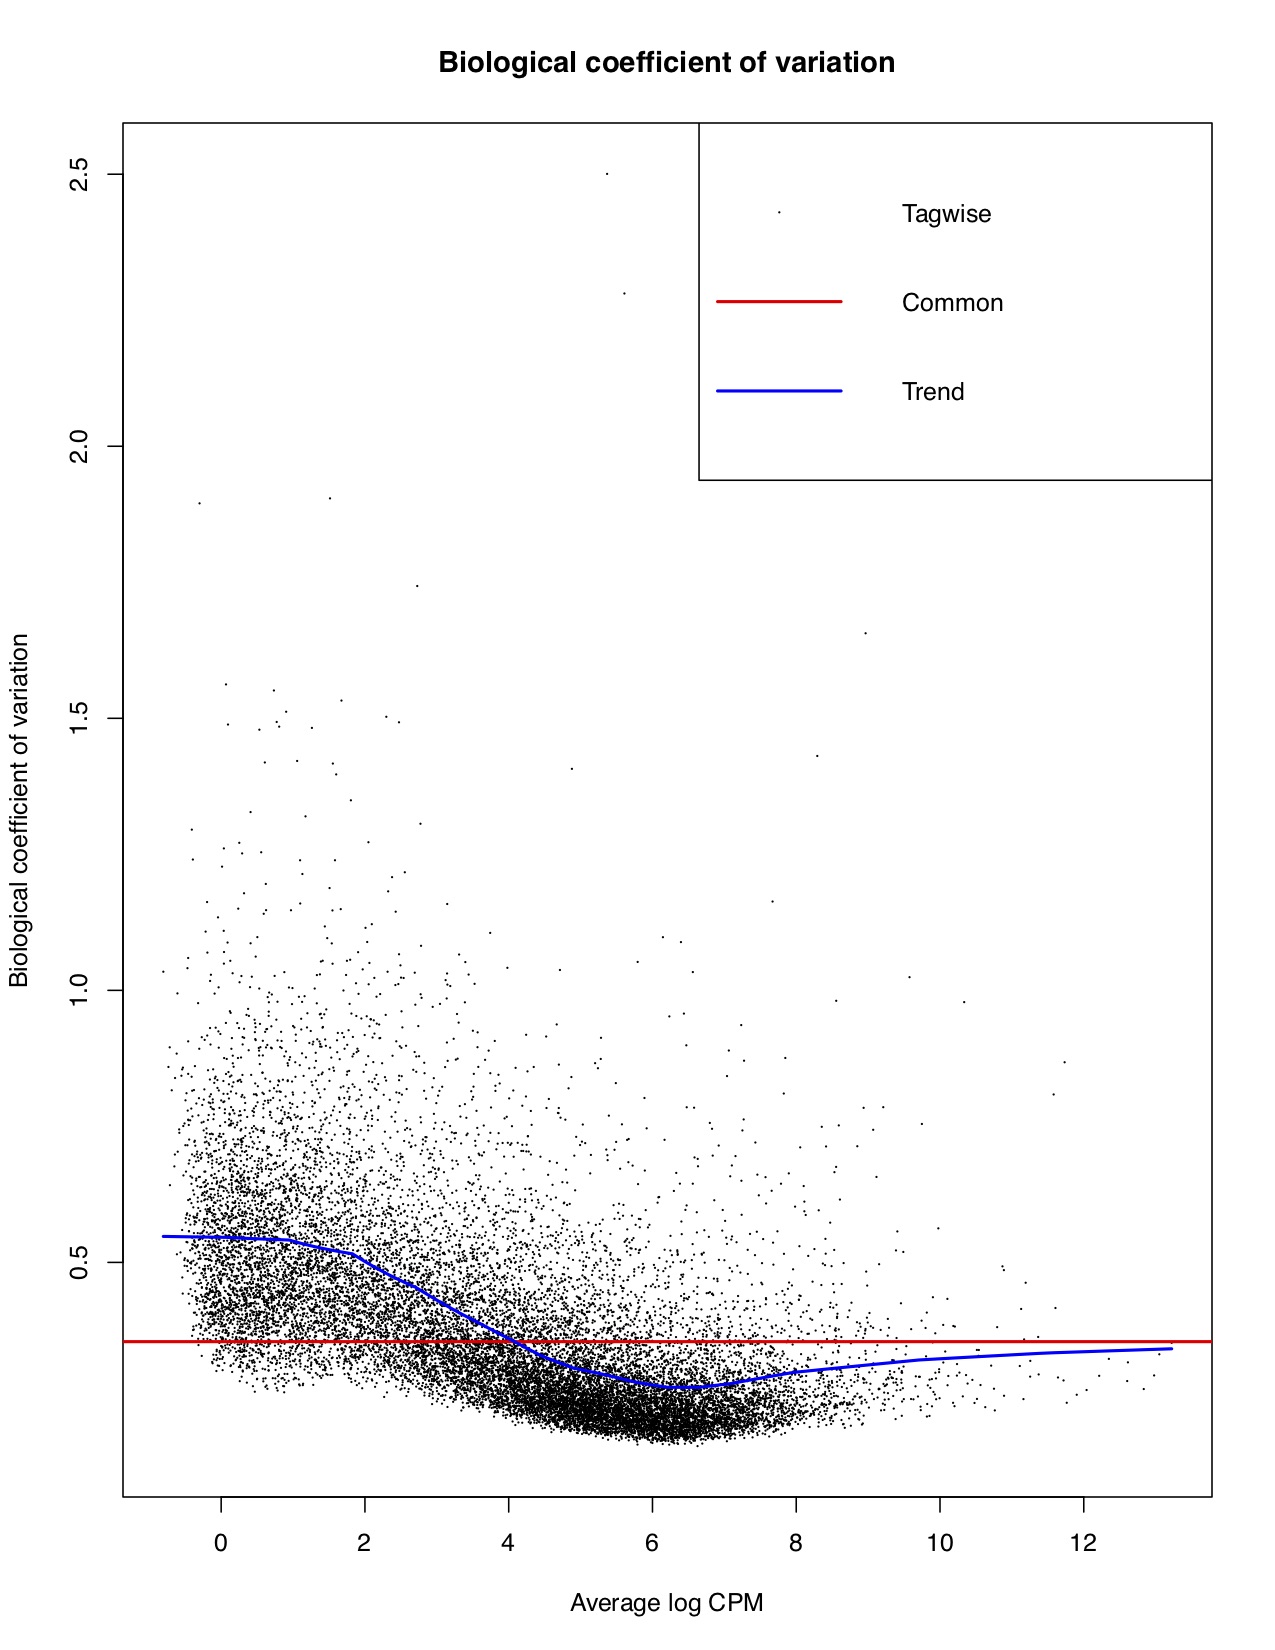 Biological coefficient of variation
Tagwise
Common
Trend
Biological coefficient of variation
2.5
2.0
1.5
1.0
0.5
0 2 4 6 8 10 12
Average log CPM